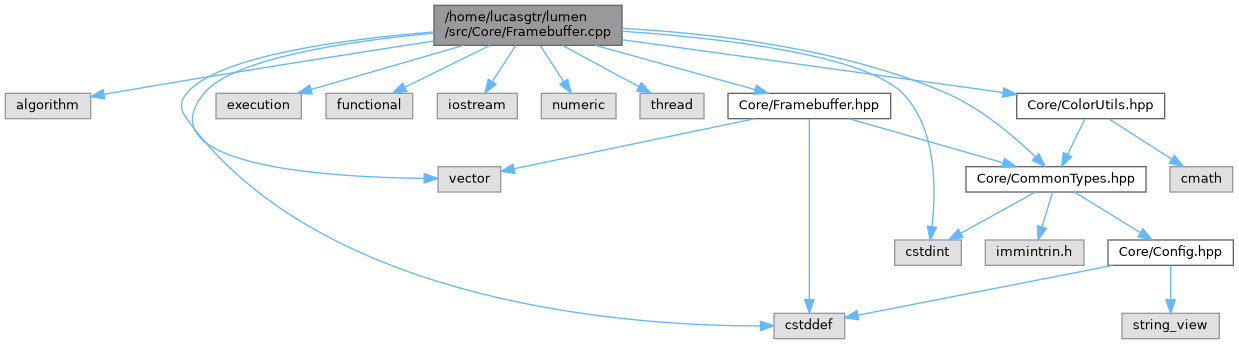 /home/lucasgtr/lumen
/src/Core/Framebuffer.cpp
algorithm
execution
functional
iostream
numeric
thread
Core/Framebuffer.hpp
Core/ColorUtils.hpp
vector
Core/CommonTypes.hpp
cmath
cstdint
immintrin.h
Core/Config.hpp
cstddef
string_view